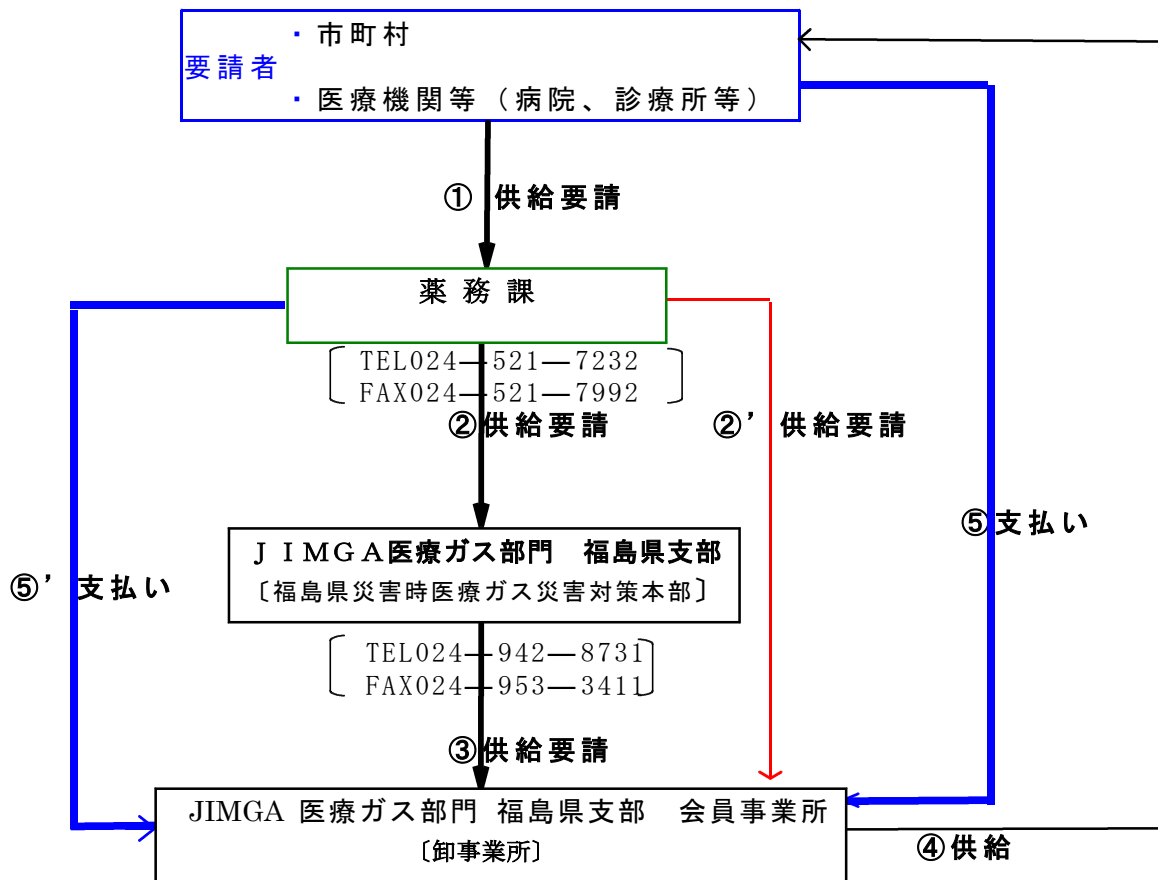 ・市町村
要請者
・医療機関等（病院、診療所等）
① 供給要請
薬務課
TEL024―521―7232
FAX024―521―7992
②供給要請
②’供給要請
⑤支払い
ＪＩＭＧＡ医療ガス部門　福島県支部
〔福島県災害時医療ガス災害対策本部〕
⑤’支払い
TEL024―942―8731
FAX024―953―3411
③供給要請
JIMGA 医療ガス部門 福島県支部　会員事業所
〔卸事業所〕
④供給